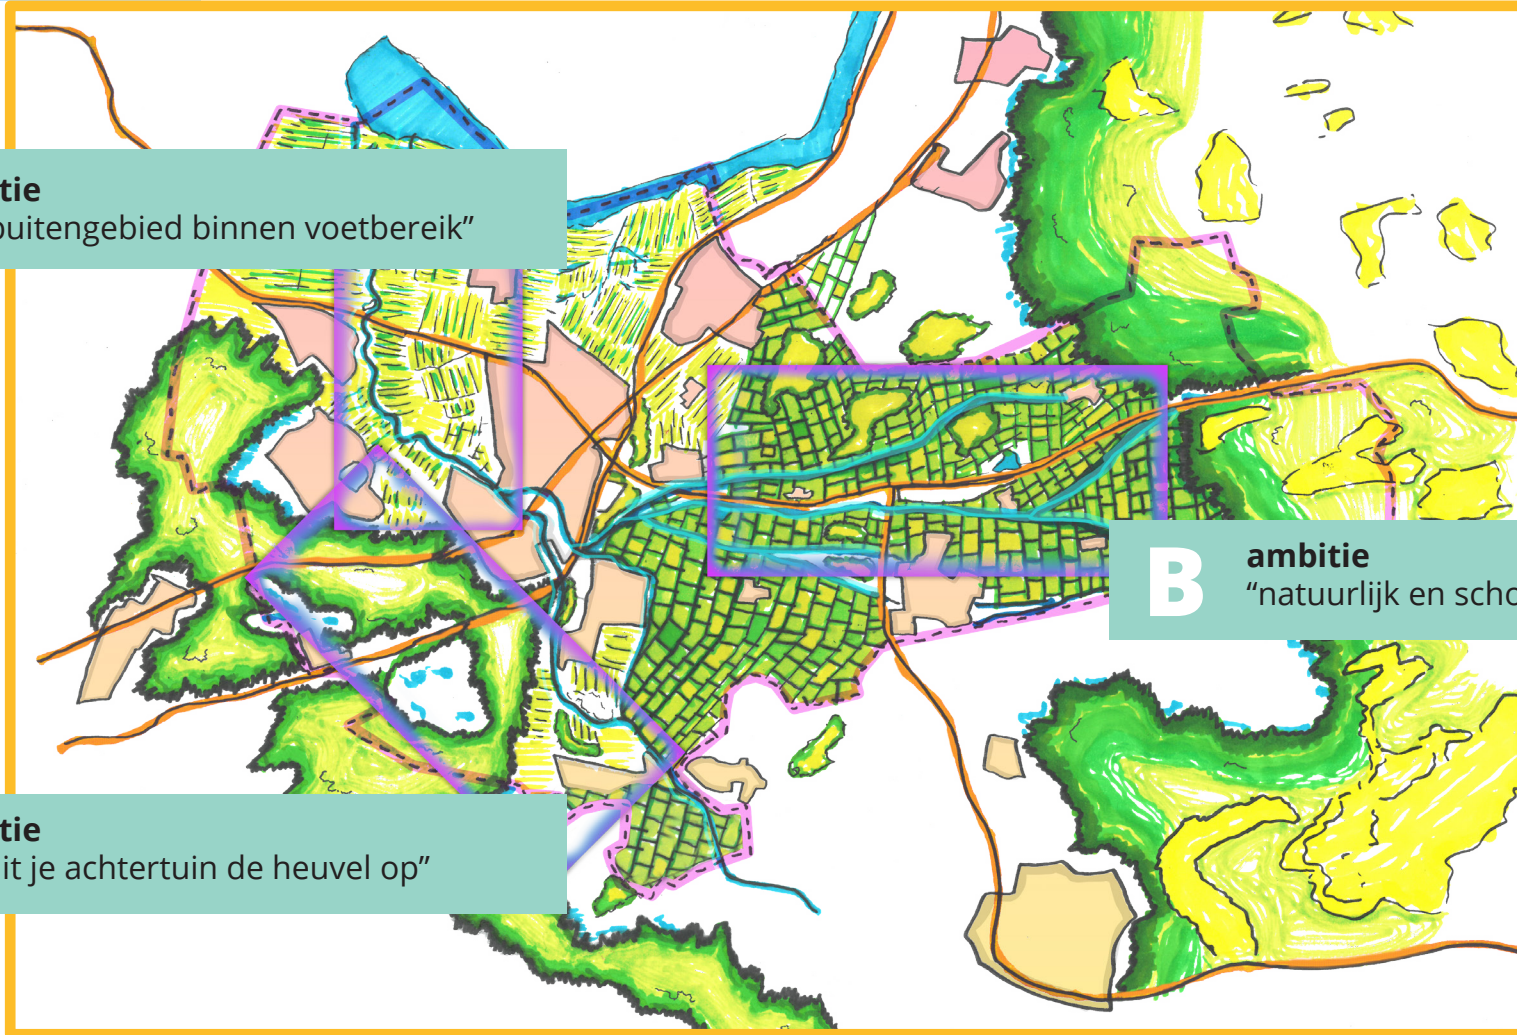 tie
buitengebied binnen voetbereik”
B
ambitie
“natuurlijk en scho
tie
it je achtertuin de heuvel op”